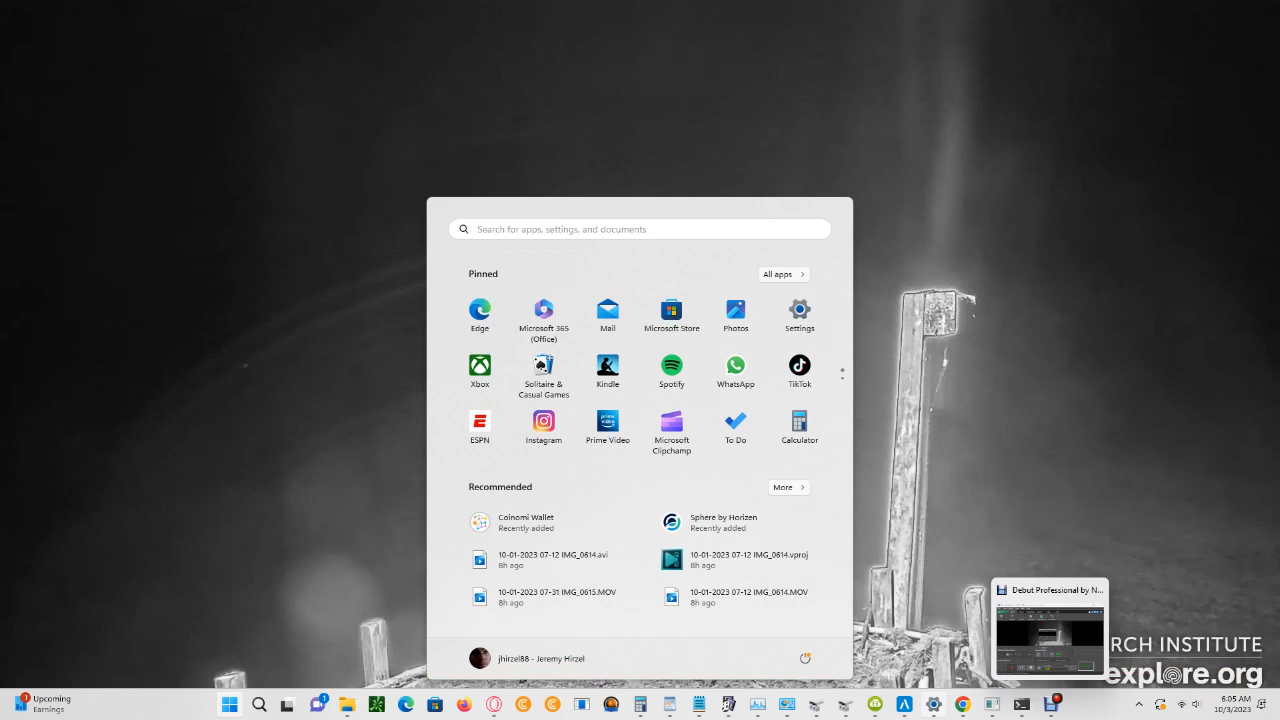 Search for apps, settings, and documents
Pinned
All apps
Edge
Microsoft 365
(Office)
Mail
Microsoft Store
Photos
Settings
Xbox
Solitaire &
Casual Games
Kindle
Spotify
WhatsApp
TikTok
ESPN
Instagram
prime video
Prime Video
Microsoft
Clipchamp
To Do
Calculator
Recommended
More
Coinomi Wallet
Recently added
Sphere by Horizen
Recently added
10-01-2023 07-12 IMG_0614.avi
8h ago
10-01-2023 07-12 IMG_0614.vproj
8h ago
10-01-2023 07-31 IMG_0615.MOV
8h ago
10-01-2023 07-12 IMG_0614.MOV
8h ago
Debut Professional by N...
jhirzel88 - Jeremy Hirzel
RCH INSTITUTE
explore.org
1
Upcoming
Earnings
1
6:05 AM
10/3/2023